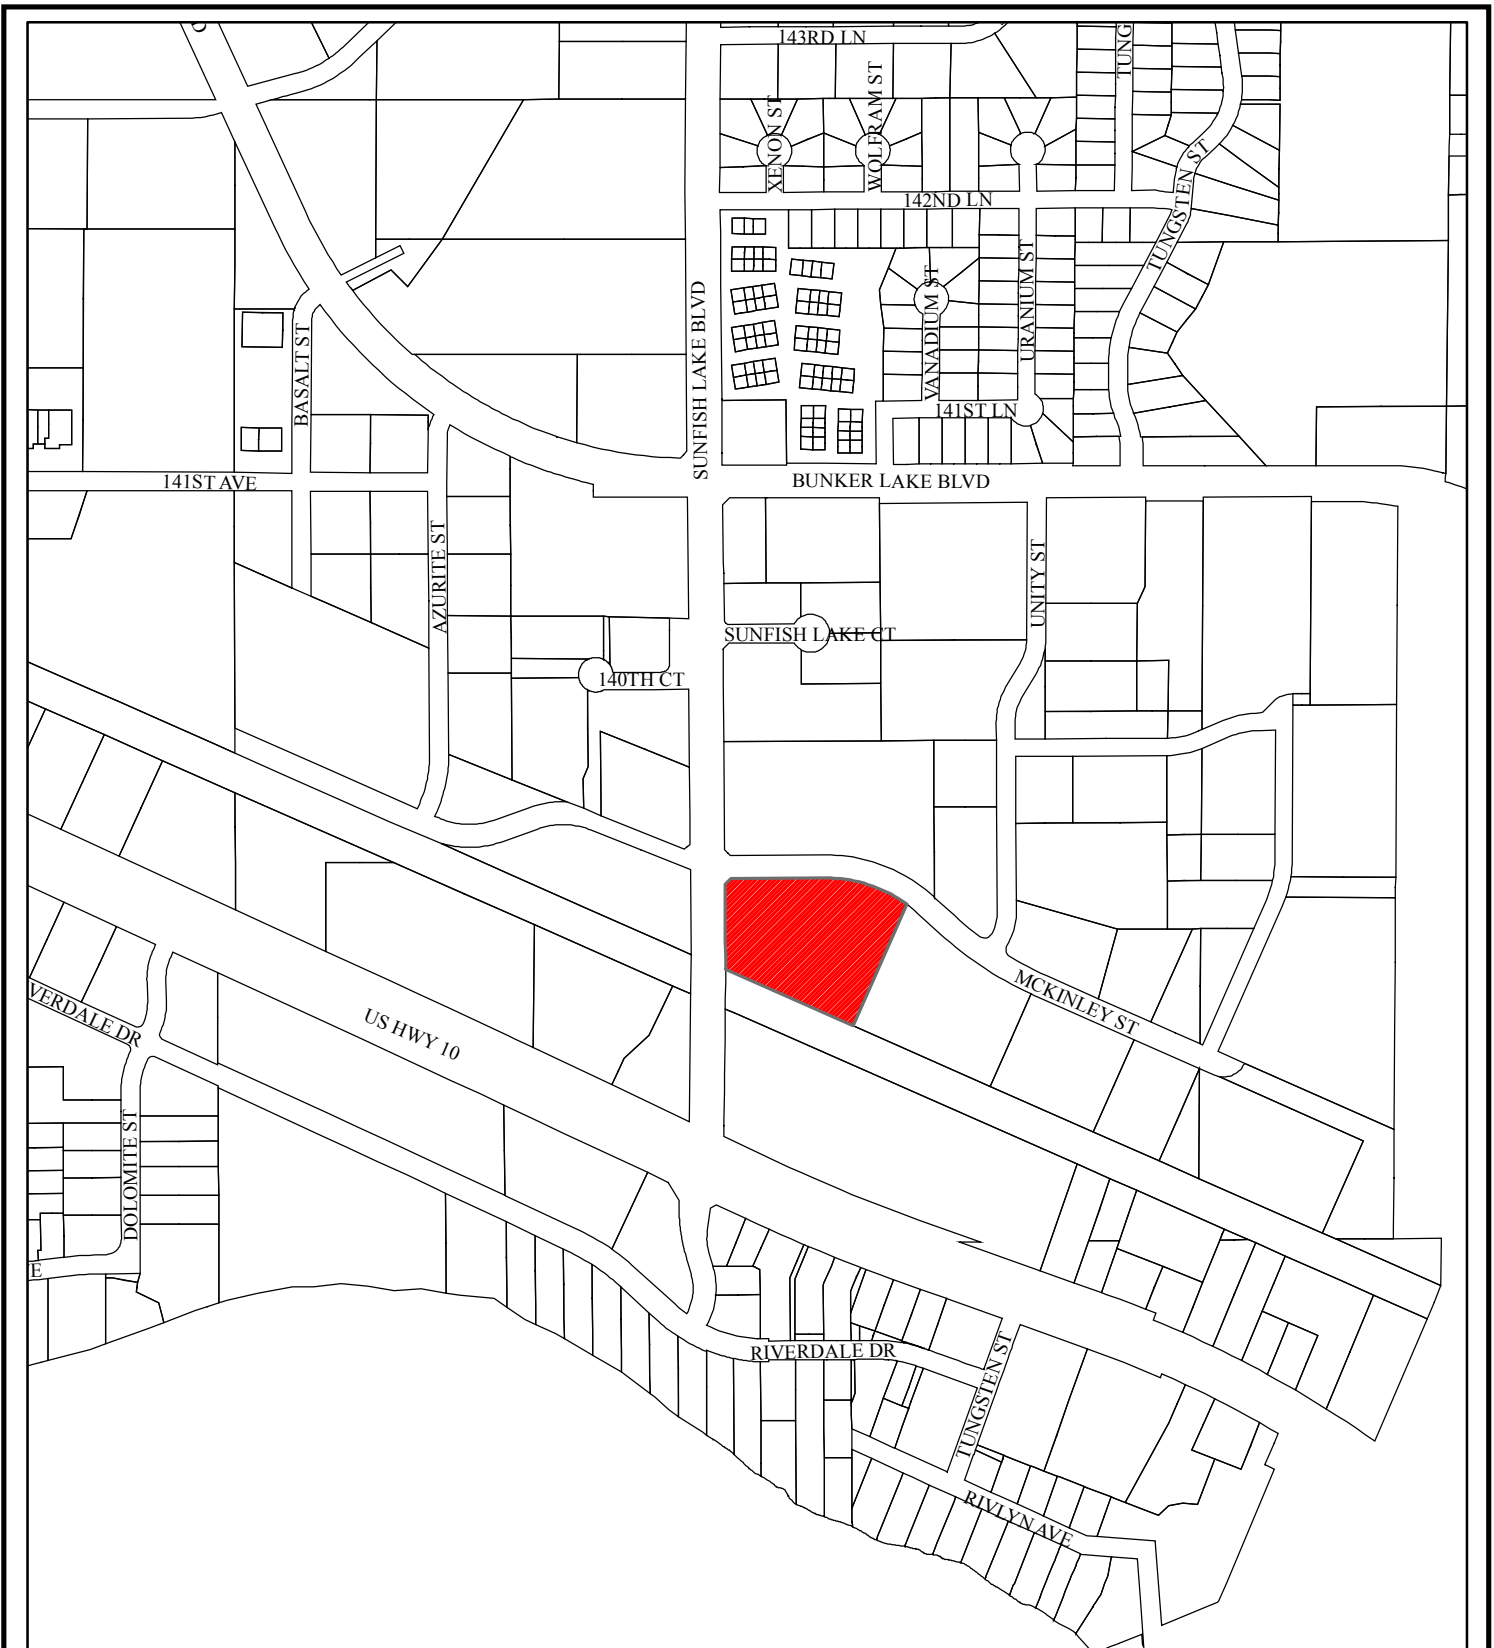 143RD LN
TUNG
XENON ST
WOLFRAM ST
TUNGSTEN ST
142ND LN
SUNFISH LAKE BLVD
VANADIUM ST
URANIUM ST
BASALT ST
141ST LN
141ST AVE
BUNKER LAKE BLVD
AZURITE ST
UNITY ST
SUNFISH LAKE CT
140TH CT
VERDALE DR
US HWY 10
MCKINLEY ST
DOLOMITE ST
E
RIVERDALE DR
TUNGSTEN ST
RIVLYN AVE